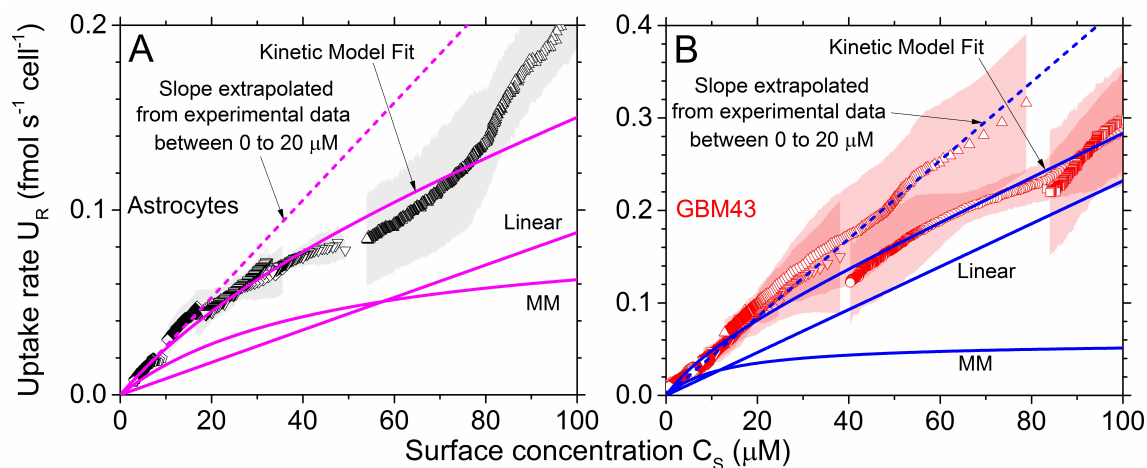 Uptake rate U_R (fmol s⁻¹ cell⁻¹)
A
Kinetic Model Fit
Slope extrapolated
from experimental data
between 0 to 20 μM
Astrocytes
Linear
MM
0.2
0.1
0.0
0 20 40 60 80 100
B
Kinetic Model Fit
Slope extrapolated
from experimental data
between 0 to 20 μM
GBM43
Linear
MM
0.4
0.3
0.2
0.1
0.0
0 20 40 60 80 100
Surface concentration C_S (μM)